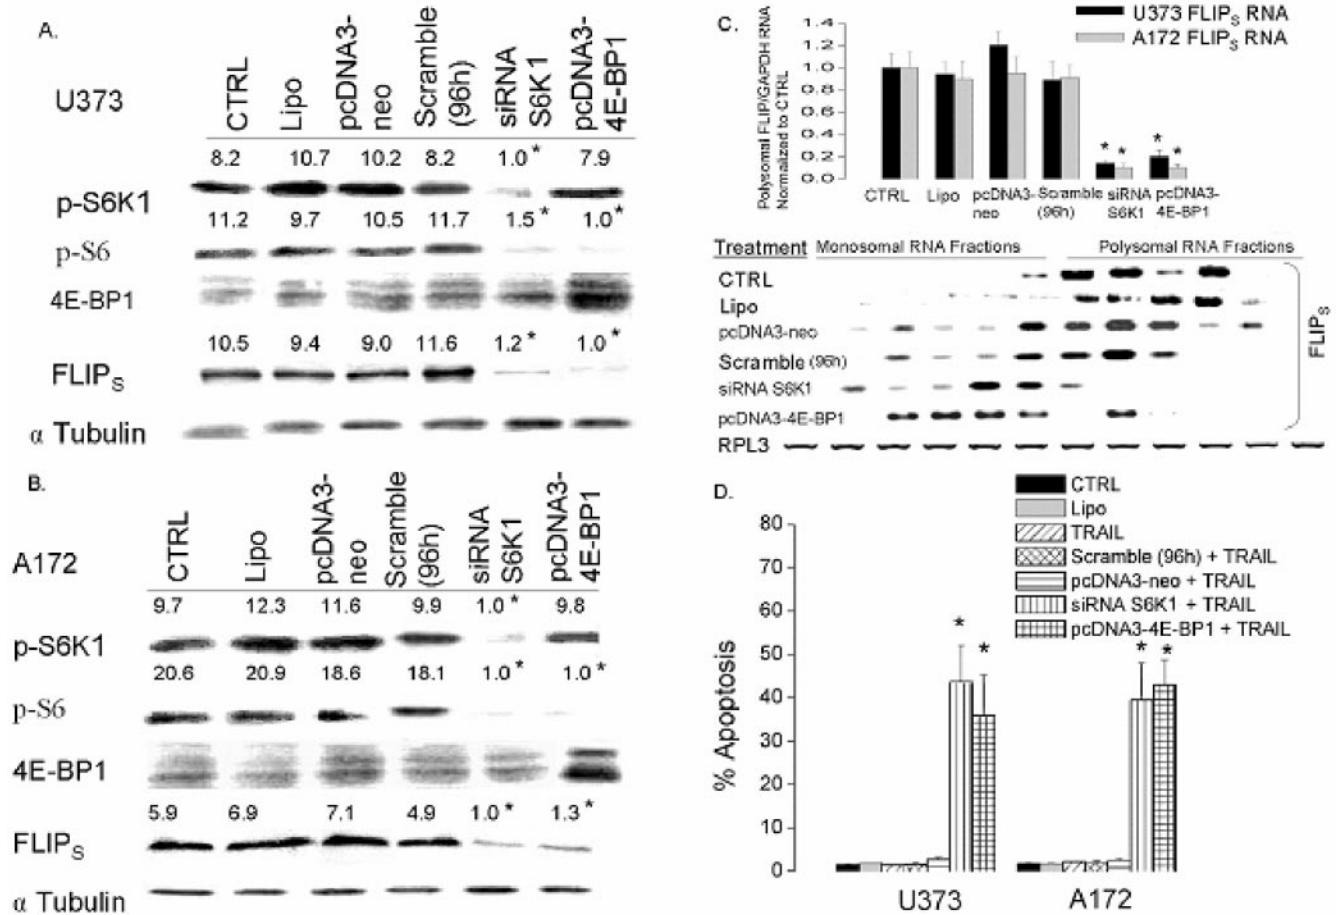 A.
U373
CTRL
Lipo
pcDNA3-
neo
Scramble
(96h)
siRNA
S6K1
pcDNA3-
4E-BP1
8.2 10.7 10.2 8.2 1.0* 7.9
p-S6K1
11.2 9.7 10.5 11.7 1.5* 1.0*
p-S6
4E-BP1
10.5 9.4 9.0 11.6 1.2* 1.0*
FLIPS
α Tubulin
B.
A172
CTRL
Lipo
pcDNA3-
neo
Scramble
(96h)
siRNA
S6K1
pcDNA3-
4E-BP1
9.7 12.3 11.6 9.9 1.0* 9.8
p-S6K1
20.6 20.9 18.6 18.1 1.0* 1.0*
p-S6
4E-BP1
5.9 6.9 7.1 4.9 1.0* 1.3*
FLIPS
α Tubulin
C.
U373 FLIPS RNA
A172 FLIPS RNA
Polysomal FLIP/GAPDH RNA
Normalized to CTRL
1.4
1.2
1.0
0.8
0.6
0.4
0.2
0.0
* * * *
CTRL Lipo pcDNA3- Scramble siRNA pcDNA3-
neo (96h) S6K1 4E-BP1
Treatment Monosomal RNA Fractions Polysomal RNA Fractions
CTRL
Lipo
pcDNA3-neo
Scramble (96h)
siRNA S6K1
pcDNA3-4E-BP1
RPL3
FLIPS
D.
CTRL
Lipo
TRAIL
Scramble (96h) + TRAIL
pcDNA3-neo + TRAIL
siRNA S6K1 + TRAIL
pcDNA3-4E-BP1 + TRAIL
% Apoptosis
80
70
60
50
40
30
20
10
0
* * * *
U373 A172